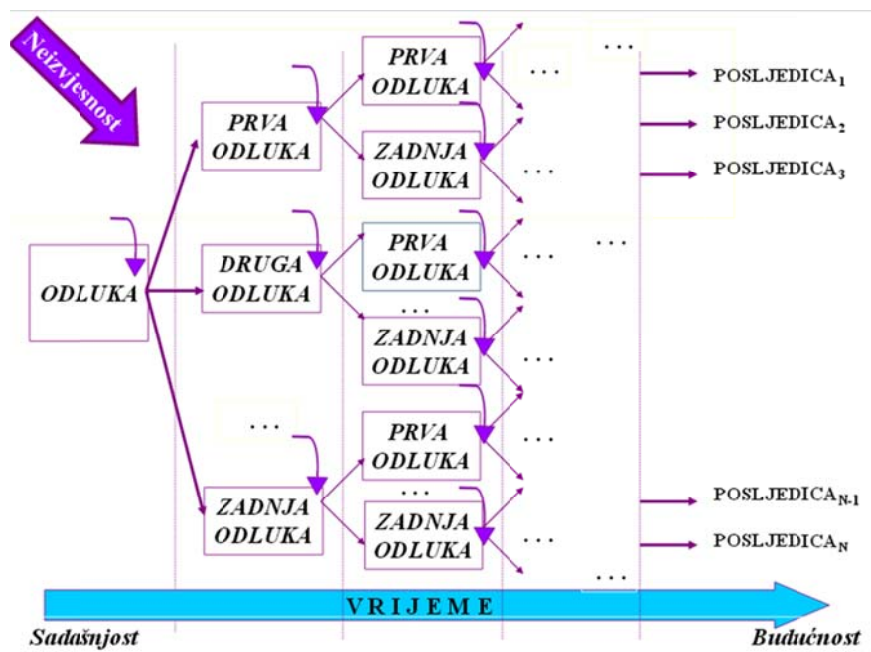 Neizvjesnost
ODLUKA
PRVA
ODLUKA
DRUGA
ODLUKA
...
ZADNJA
ODLUKA
PRVA
ODLUKA
ZADNJA
ODLUKA
PRVA
ODLUKA
...
ZADNJA
ODLUKA
PRVA
ODLUKA
...
ZADNJA
ODLUKA
...
...
...
...
...
...
...
...
...
POSLJEDICA1
POSLJEDICA2
POSLJEDICA3
POSLJEDICAN-1
POSLJEDICAN
VRIJEME
Sadašnjost
Budućnost